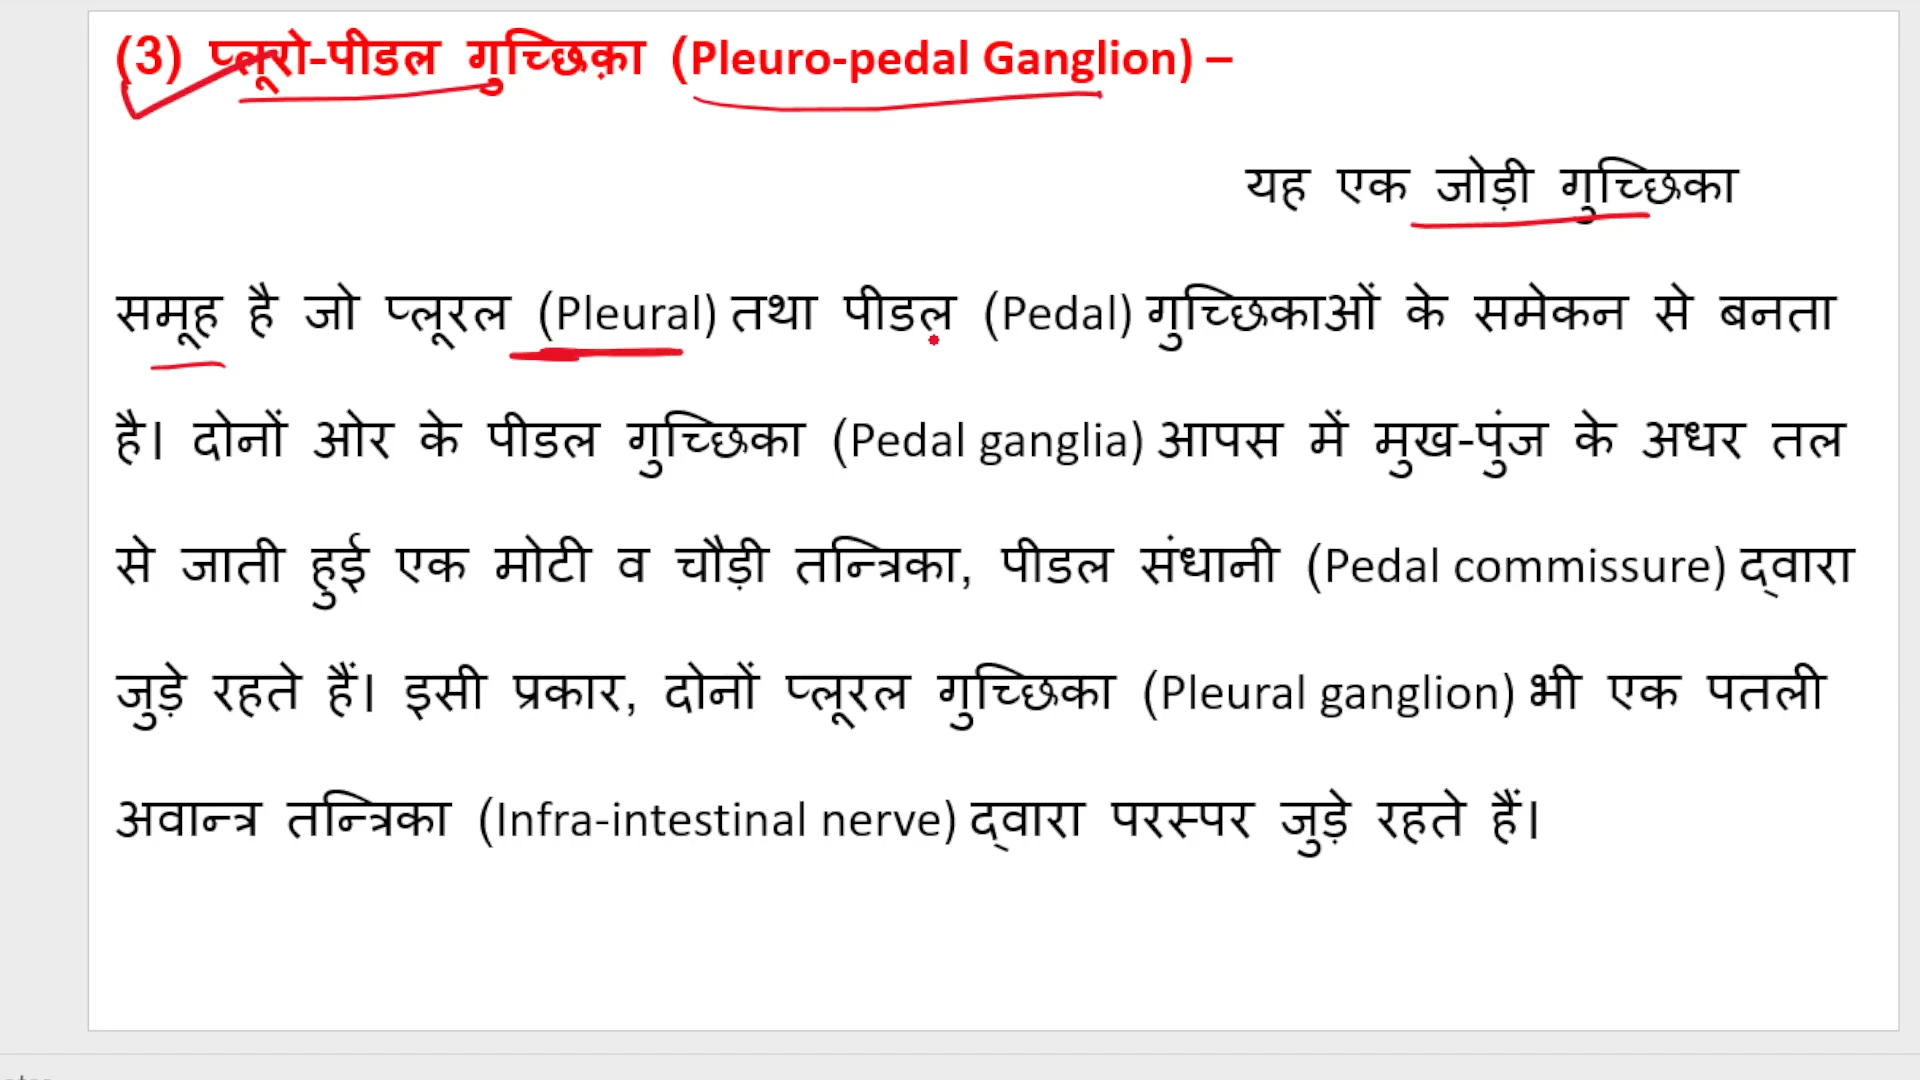 (3) प्लूरो-पीडल गुच्छिक़ा (Pleuro-pedal Ganglion) –
यह एक जोड़ी गुच्छिका
समूह है जो प्लूरल (Pleural) तथा पीडल (Pedal) गुच्छिकाओं के समेकन से बनता
है। दोनों ओर के पीडल गुच्छिका (Pedal ganglia) आपस में मुख-पुंज के अधर तल
से जाती हुई एक मोटी व चौड़ी तन्त्रिका, पीडल संधानी (Pedal commissure) द्वारा
जुड़े रहते हैं। इसी प्रकार, दोनों प्लूरल गुच्छिका (Pleural ganglion) भी एक पतली
अवान्त्र तन्त्रिका (Infra-intestinal nerve) द्वारा परस्पर जुड़े रहते हैं।